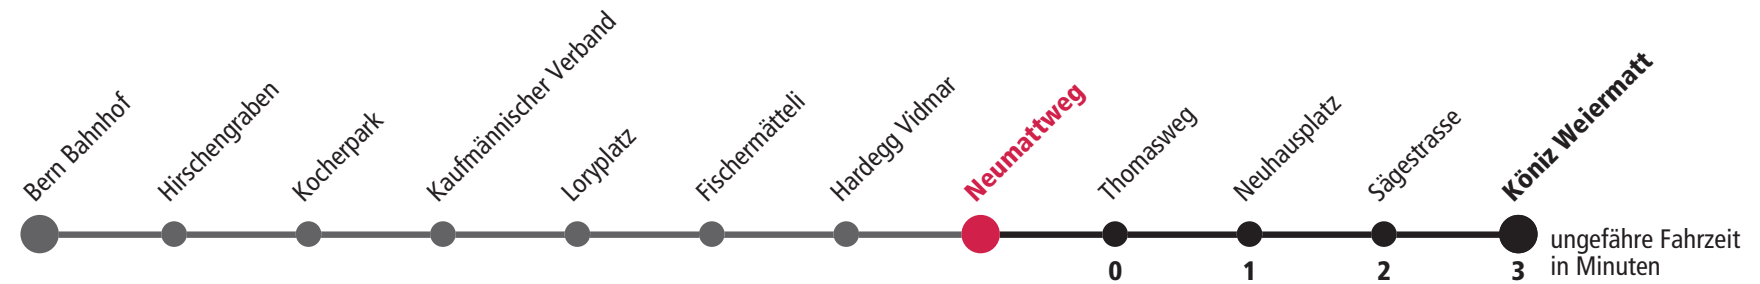 Bern Bahnhof
Hirschengraben
Kocherpark
Kaufmännischer Verband
Loryplatz
Fischermätteli
Hardegg Vidmar
Neumattweg
Thomasweg
Neuhausplatz
Sägestrasse
Köniz Weiermatt
0
1
2
3
ungefähre Fahrzeit
in Minuten